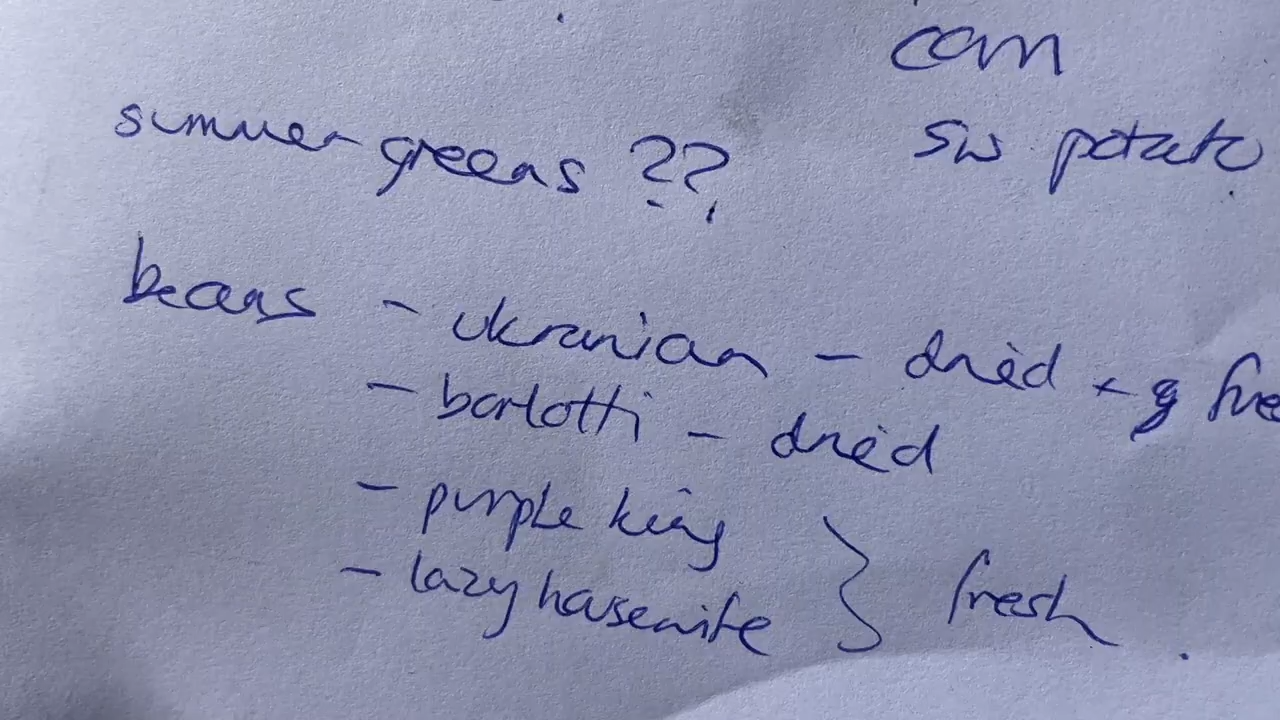 corn
sw potato
summer greens ??
beans - ukranian - dried + fre
- borlotti - dried
- purple king
- lazy housewife } fresh